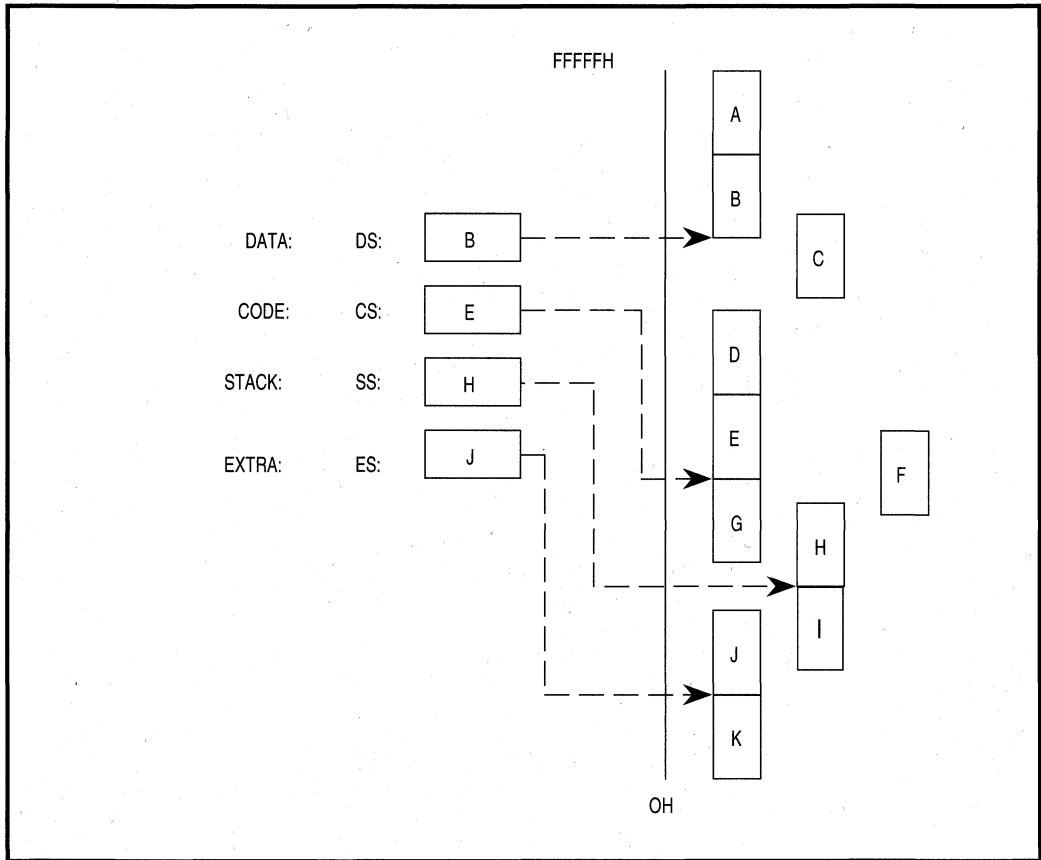 FFFFFH
A
B
DATA: DS: B
C
CODE: CS: E
D
STACK: SS: H
E
EXTRA: ES: J
F
G
H
I
J
K
OH